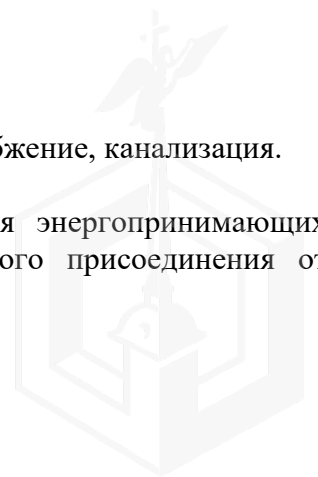 бжение, канализация.
я энергопринимающих
ого присоединения от